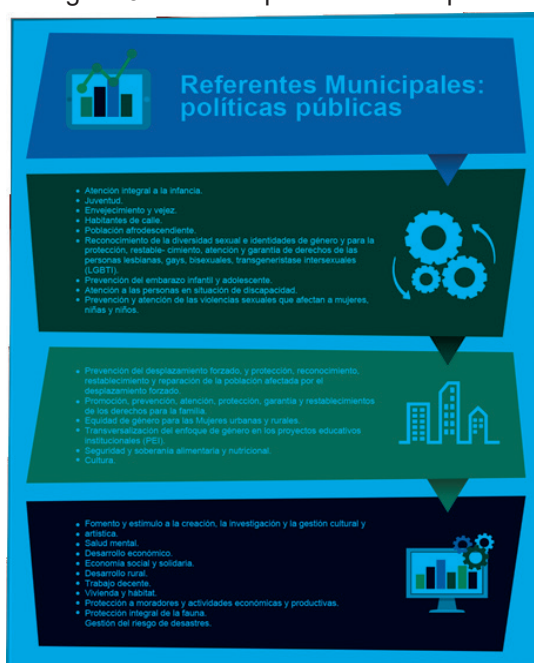 Referentes Municipales:
políticas públicas
• Atención integral a la infancia.
• Juventud.
• Envejecimiento y vejez.
• Habitantes de calle.
• Población afrodescendiente.
• Reconocimiento de la diversidad sexual e identidades de género y para la
protección, restable- cimiento, atención y garantía de derechos de las
personas lesbianas, gays, bisexuales, transgeneristase intersexuales
(LGBTI).
• Prevención del embarazo infantil y adolescente.
• Atención a las personas en situación de discapacidad.
• Prevención y atención de las violencias sexuales que afectan a mujeres,
niñas y niños.
• Prevención del desplazamiento forzado, y protección, reconocimiento,
restablecimiento y reparación de la población afectada por el
desplazamiento forzado.
• Promoción, prevención, atención, protección, garantía y restablecimientos
de los derechos para la familia.
• Equidad de género para las Mujeres urbanas y rurales.
• Transversalización del enfoque de género en los proyectos educativos
institucionales (PEI).
• Seguridad y soberanía alimentaria y nutricional.
• Cultura.
• Fomento y estímulo a la creación, la investigación y la gestión cultural y
• artística.
• Salud mental.
• Desarrollo económico.
• Economía social y solidaria.
• Desarrollo rural.
• Trabajo decente.
• Vivienda y hábitat.
• Protección a moradores y actividades económicas y productivas.
• Protección integral de la fauna.
Gestión del riesgo de desastres.